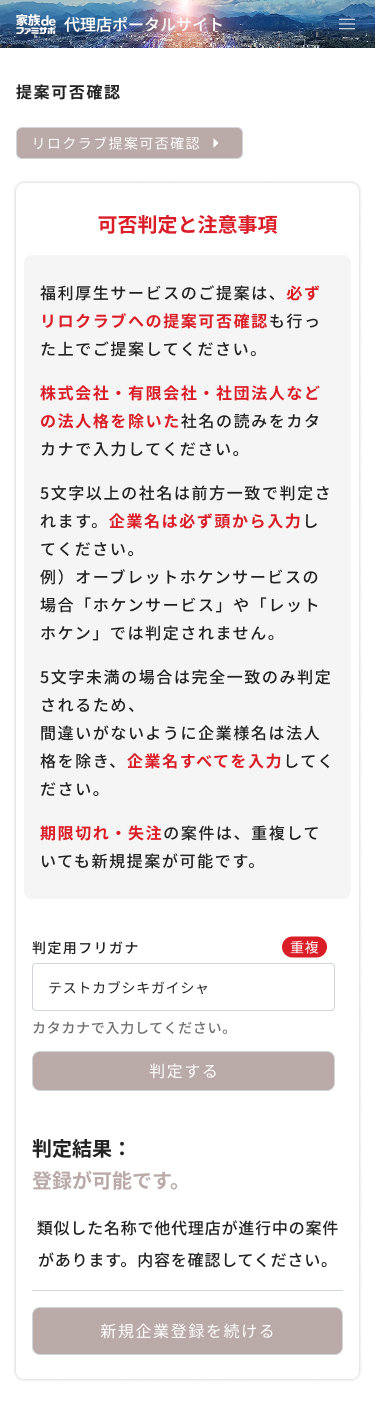 家族de
ファミサポ
代理店ポータルサイト
提案可否確認
リロクラブ提案可否確認
可否判定と注意事項
福利厚生サービスのご提案は、必ず
リロクラブへの提案可否確認も行っ
た上でご提案してください。
株式会社・有限会社・社団法人など
の法人格を除いた社名の読みをカタ
カナで入力してください。
5文字以上の社名は前方一致で判定さ
れます。企業名は必ず頭から入力し
てください。
例）オーブレットホケンサービスの
場合「ホケンサービス」や「レット
ホケン」では判定されません。
5文字未満の場合は完全一致のみ判定
されるため、
間違いがないように企業様名は法人
格を除き、企業名すべてを入力してく
ださい。
期限切れ・失注の案件は、重複して
いても新規提案が可能です。
判定用フリガナ
重複
テストカブシキガイシャ
カタカナで入力してください。
判定する
判定結果：
登録が可能です。
類似した名称で他代理店が進行中の案件
があります。内容を確認してください。
新規企業登録を続ける